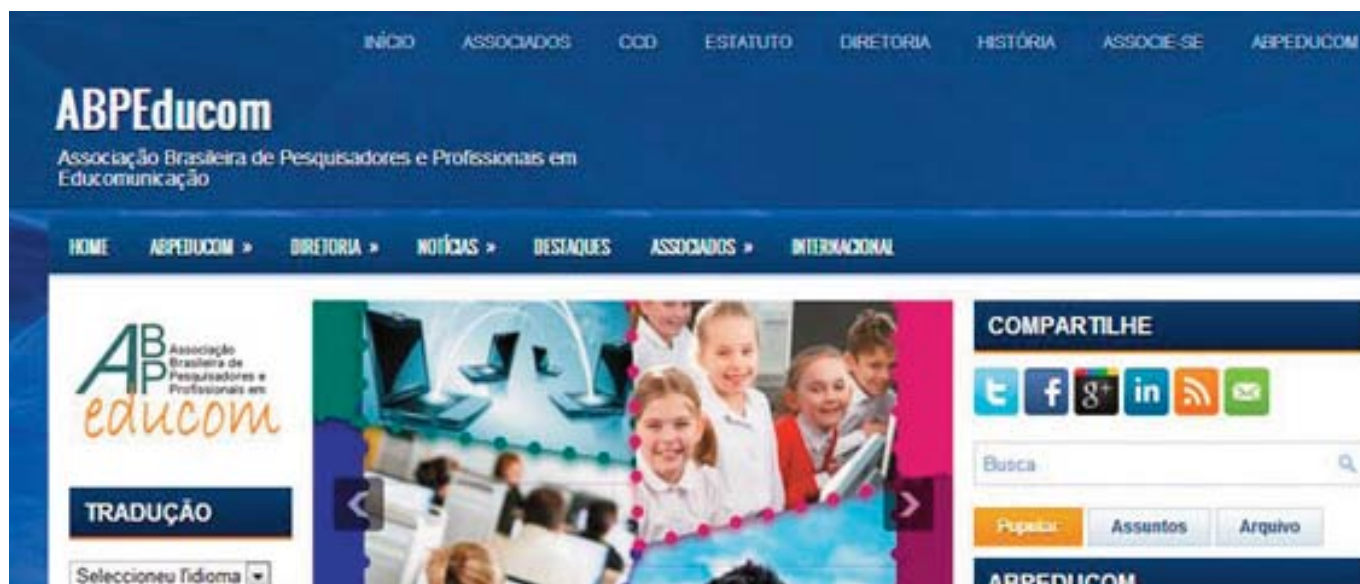 INÍCIO ASSOCIADOS CCD ESTATUTO DIRETORIA HISTÓRIA ASSOCIE-SE ABPEDUCOM
ABPEducom
Associação Brasileira de Pesquisadores e Profissionais em
Educomunicação
HOME ABPEDUCOM » DIRETORIA » NOTÍCIAS » DESTAQUES ASSOCIADOS » INTERNACIONAL
ABP
Associação
Brasileira de
Pesquisadores e
Profissionais em
educom
TRADUÇÃO
Seleccioneu l'idioma
COMPARTILHE
t f g+ in
Busca
Popular Assuntos Arquivo
ABPEDUCOM